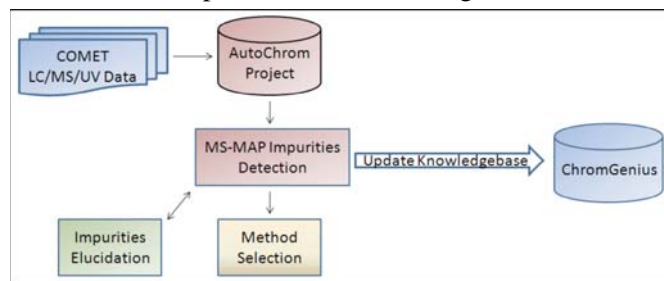 COMET
LC/MS/UV Data
AutoChrom
Project
MS-MAP Impurities
Detection
Update Knowledgebase
ChromGenius
Impurities
Elucidation
Method
Selection